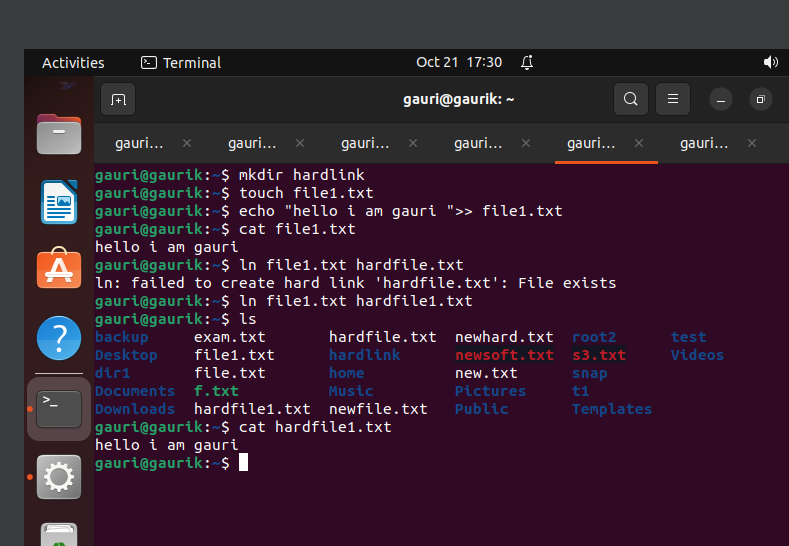 Activities Terminal Oct 21 17:30
gauri@gaurik: ~
gauri... gauri... gauri... gauri... gauri... gauri...
gauri@gaurik:~$ mkdir hardlink
gauri@gaurik:~$ touch file1.txt
gauri@gaurik:~$ echo "hello i am gauri ">> file1.txt
gauri@gaurik:~$ cat file1.txt
hello i am gauri
gauri@gaurik:~$ ln file1.txt hardfile.txt
ln: failed to create hard link 'hardfile.txt': File exists
gauri@gaurik:~$ ln file1.txt hardfile1.txt
gauri@gaurik:~$ ls
backup exam.txt hardfile.txt newhard.txt root2 test
Desktop file1.txt hardlink newsoft.txt s3.txt Videos
dir1 file.txt home new.txt snap
Documents f.txt Music Pictures t1
Downloads hardfile1.txt newfile.txt Public Templates
gauri@gaurik:~$ cat hardfile1.txt
hello i am gauri
gauri@gaurik:~$